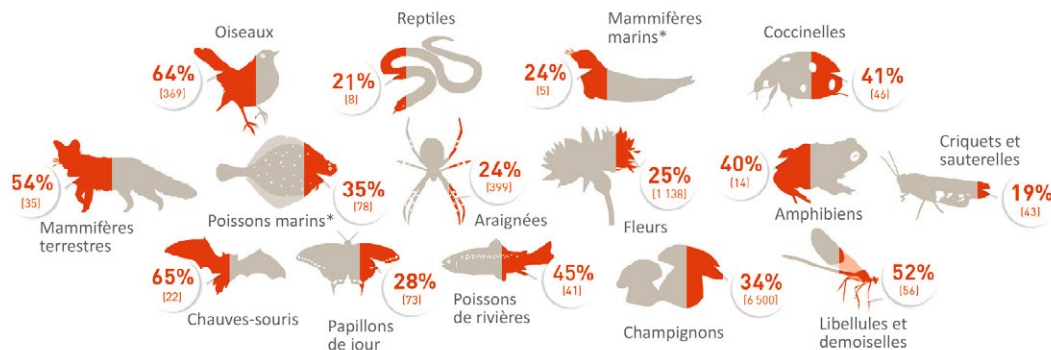 Oiseaux
64%
(369)
Reptiles
21%
(8)
Mammifères
marins*
24%
(5)
Coccinelles
41%
(46)
54%
(35)
Mammifères
terrestres
Poissons marins*
35%
(78)
24%
(399)
Araignées
25%
(1 138)
Fleurs
40%
(14)
Amphibiens
Criquets et
sauterelles
19%
(43)
65%
(22)
Chauves-souris
28%
(73)
Papillons
de jour
45%
(41)
Poissons
de rivières
34%
(6 500)
Champignons
52%
(56)
Libellules et
demoiselles